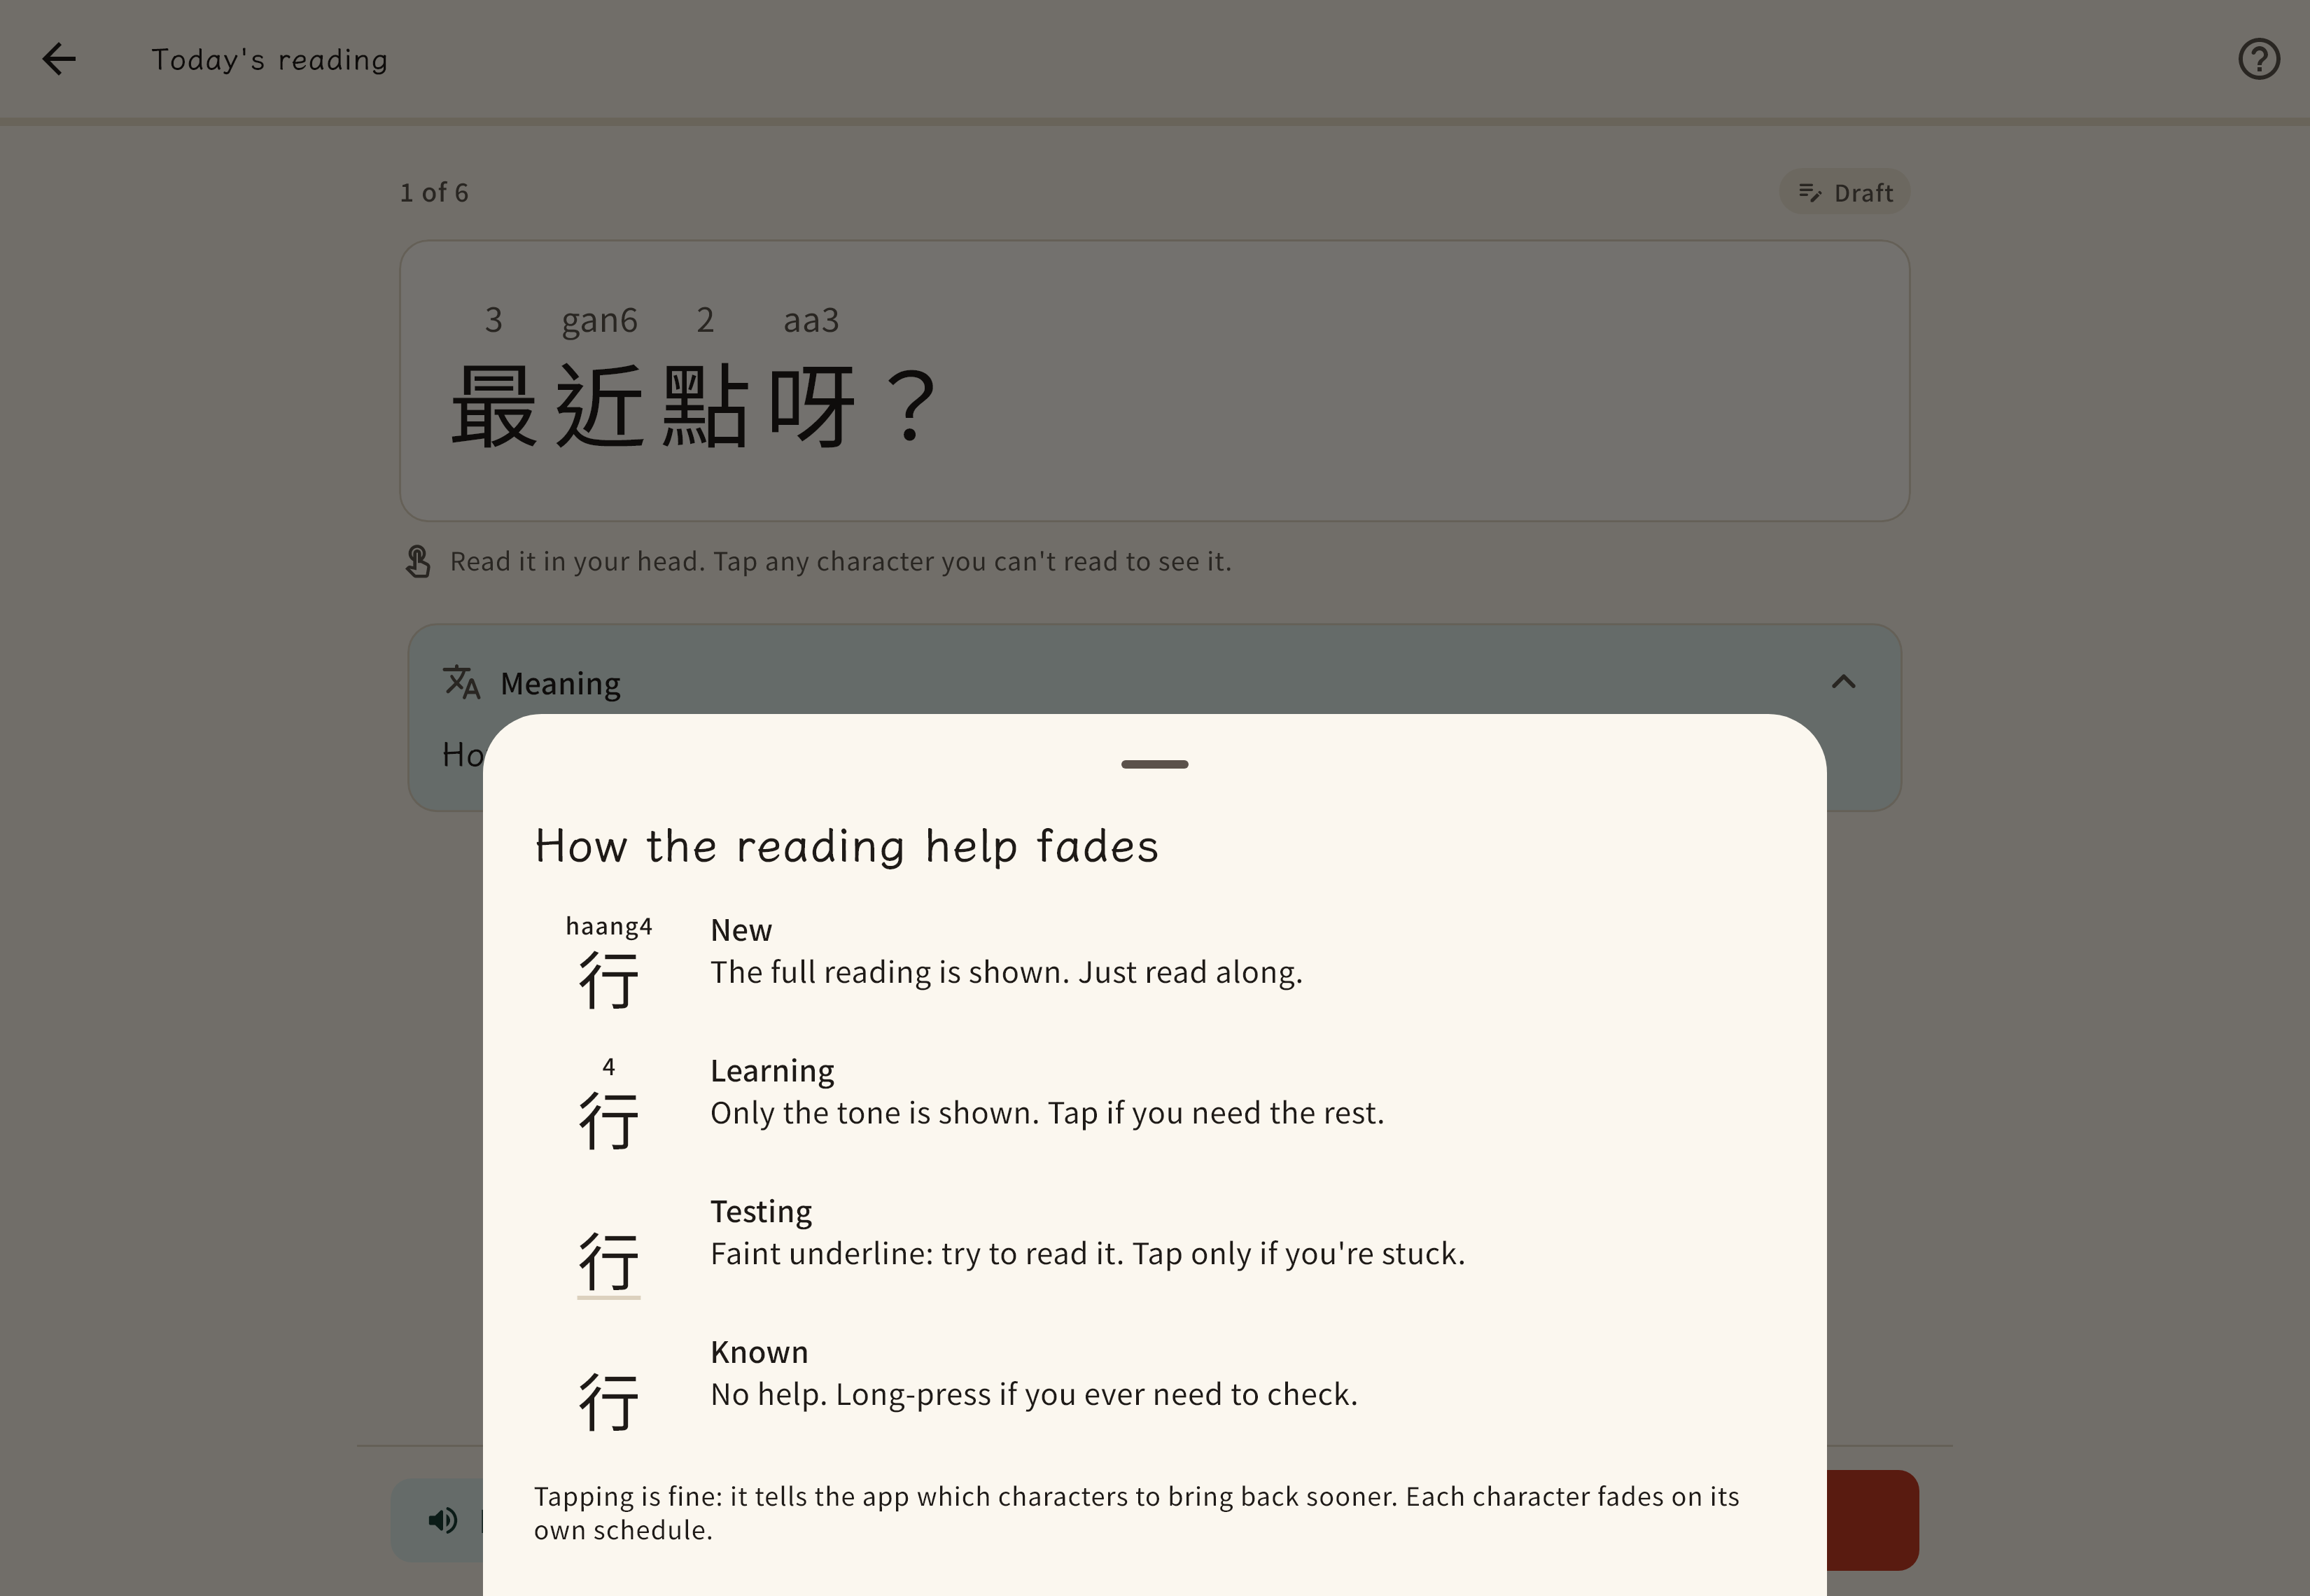 Today's reading
1 of 6
Draft
3 gan6 2 aa3
最近點呀？
Read it in your head. Tap any character you can't read to see it.
Meaning
How the reading help fades
haang4
行
New
The full reading is shown. Just read along.
4
行
Learning
Only the tone is shown. Tap if you need the rest.
行
Testing
Faint underline: try to read it. Tap only if you're stuck.
行
Known
No help. Long-press if you ever need to check.
Tapping is fine: it tells the app which characters to bring back sooner. Each character fades on its
own schedule.